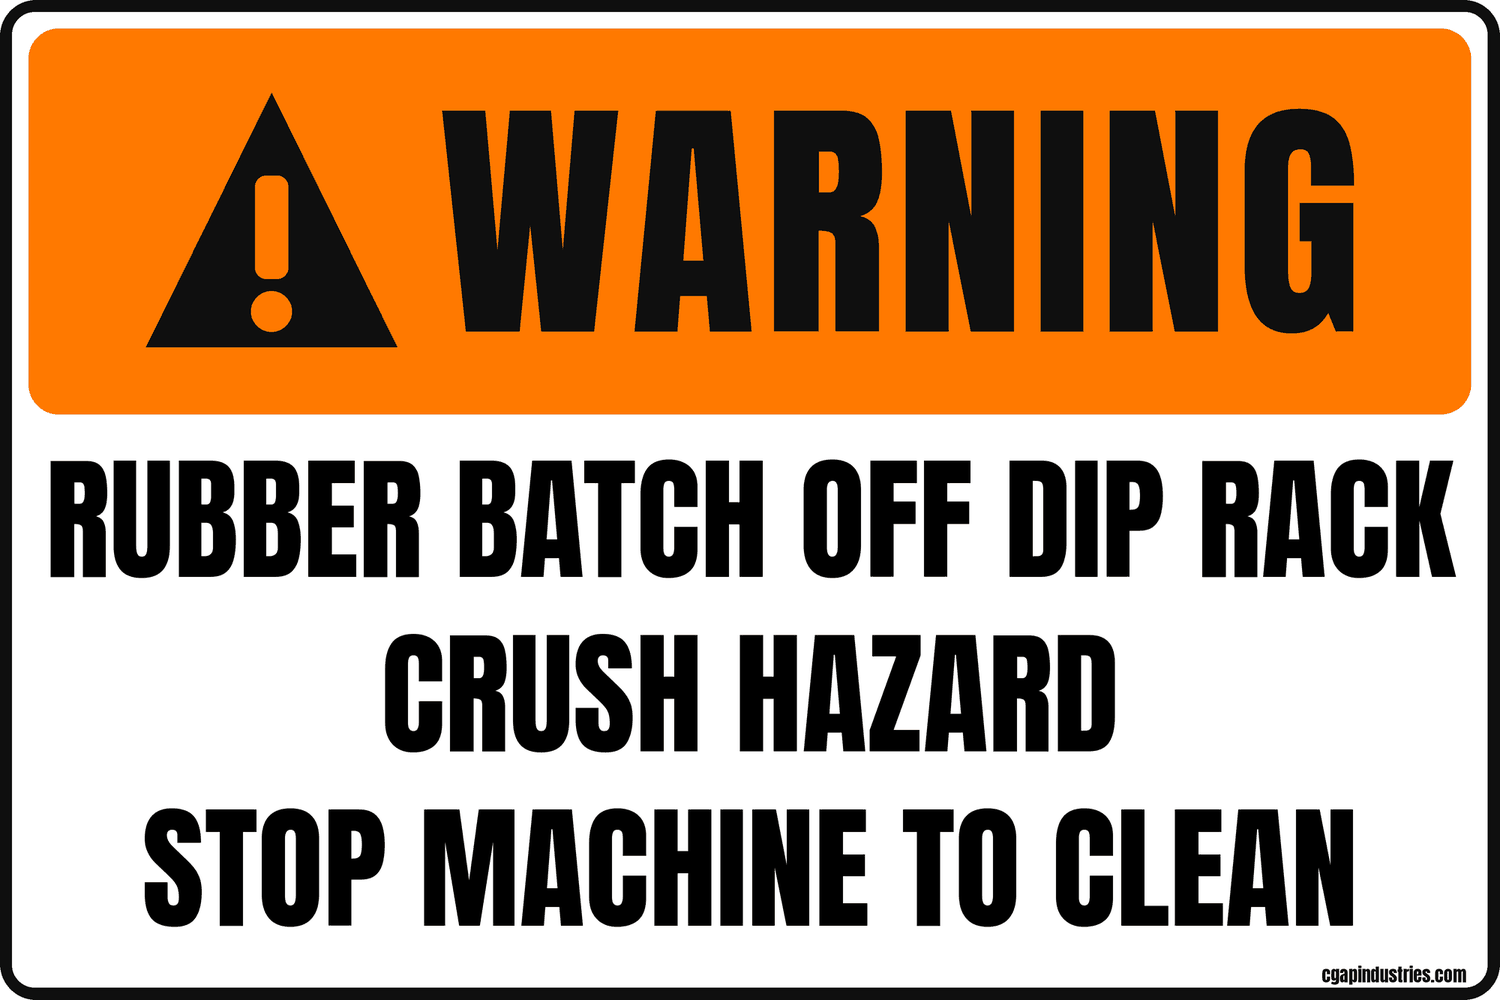 WARNING
RUBBER BATCH OFF DIP RACK
CRUSH HAZARD
STOP MACHINE TO CLEAN
cgapindustries.com